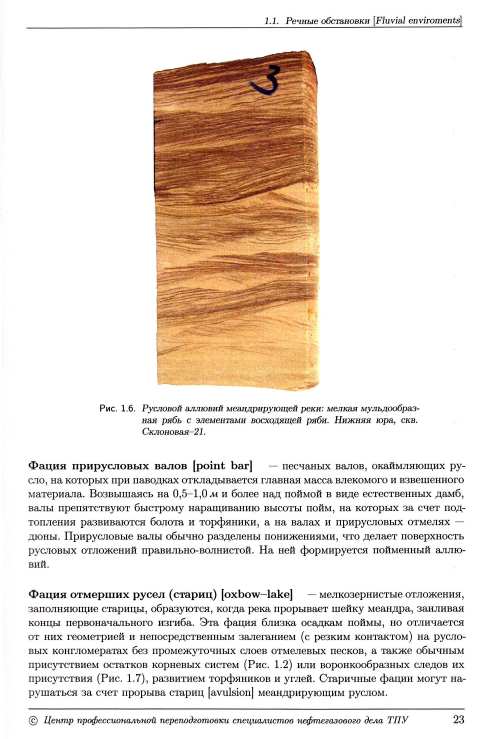 1.1. Речные обстановки [Fluvial enviroments]
3
Рис. 1.6. Русловой аллювий меандрирующей реки: мелкая мульдообраз-
ная рябь с элементами восходящей ряби. Нижняя юра, скв.
Склоновая–21.
Фация прирусловых валов [point bar] — песчаных валов, окаймляющих ру-
сло, на которых при паводках откладывается главная масса влекомого и взвешенного
материала. Возвышаясь на 0,5–1,0 м и более над поймой в виде естественных дамб,
валы препятствуют быстрому наращиванию высоты пойм, на которых за счет под-
топления развиваются болота и торфяники, а на валах и прирусловых отмелях —
дюны. Прирусловые валы обычно разделены понижениями, что делает поверхность
русловых отложений правильно-волнистой. На ней формируется пойменный аллю-
вий.
Фация отмерших русел (стариц) [oxbow–lake] — мелкозернистые отложения,
заполняющие старицы, образуются, когда река прорывает шейку меандра, заиливая
концы первоначального изгиба. Эта фация близка осадкам поймы, но отличается
от них геометрией и непосредственным залеганием (с резким контактом) на русло-
вых конгломератах без промежуточных слоев отмелевых песков, а также обычным
присутствием остатков корневых систем (Рис. 1.2) или воронкообразных следов их
присутствия (Рис. 1.7), развитием торфяников и углей. Старичные фации могут на-
рушаться за счет прорыва стариц [avulsion] меандрирующим руслом.
© Центр профессиональной переподготовки специалистов нефтегазового дела ТПУ 23